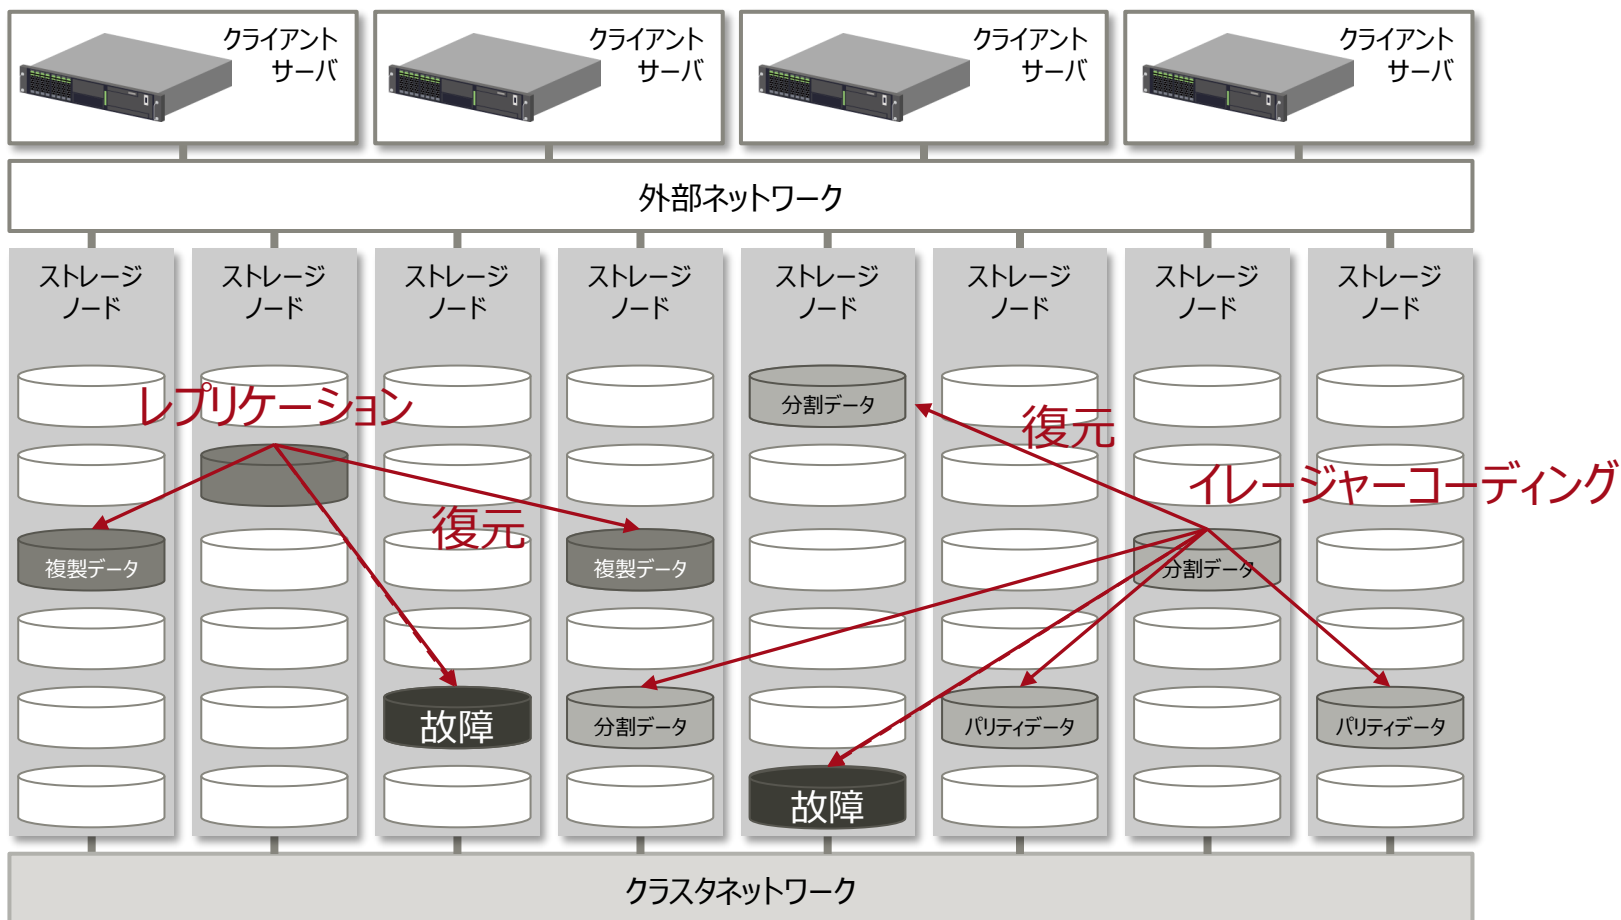 クライアント
サーバ
クライアント
サーバ
クライアント
サーバ
クライアント
サーバ
外部ネットワーク
ストレージ
ノード
ストレージ
ノード
ストレージ
ノード
ストレージ
ノード
ストレージ
ノード
ストレージ
ノード
ストレージ
ノード
ストレージ
ノード
レプリケーション
分割データ
復元
イレージャーコーディング
復元
複製データ
複製データ
分割データ
故障
分割データ
パリティデータ
パリティデータ
故障
クラスタネットワーク